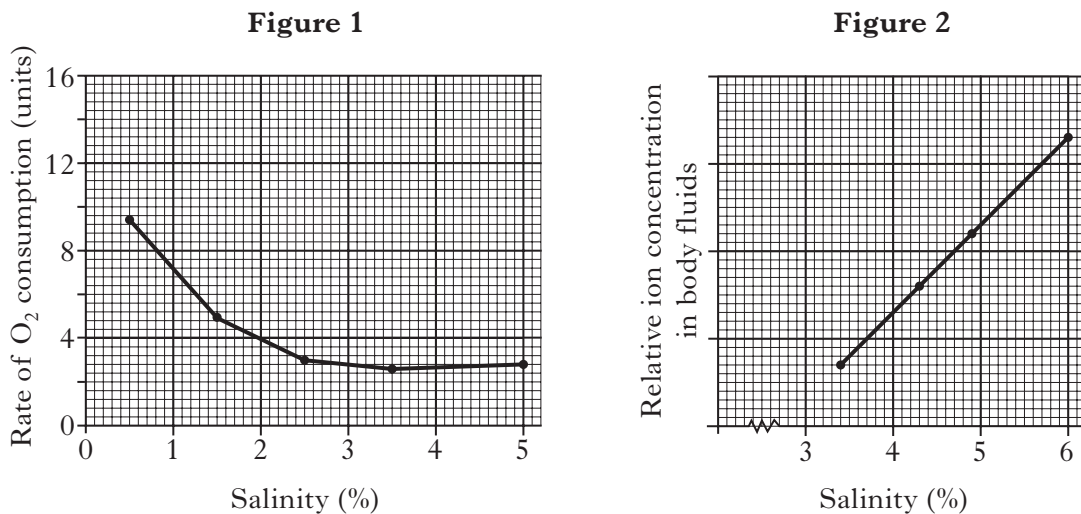 Figure 1
Rate of O₂ consumption (units)
16
12
8
4
0
0 1 2 3 4 5
Salinity (%)
Figure 2
Relative ion concentration
in body fluids
3 4 5 6
Salinity (%)